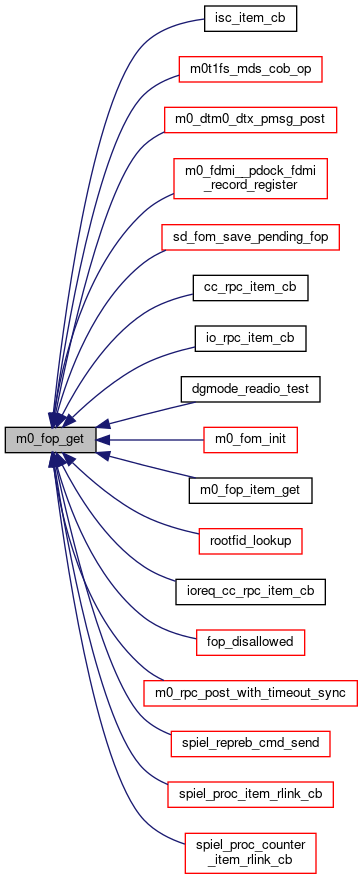 isc_item_cb
m0t1fs_mds_cob_op
m0_dtm0_dtx_pmsg_post
m0_fdmi__pdock_fdmi
_record_register
sd_fom_save_pending_fop
cc_rpc_item_cb
io_rpc_item_cb
dgmode_readio_test
m0_fop_get
m0_fom_init
m0_fop_item_get
rootfid_lookup
ioreq_cc_rpc_item_cb
fop_disallowed
m0_rpc_post_with_timeout_sync
spiel_repreb_cmd_send
spiel_proc_item_rlink_cb
spiel_proc_counter
_item_rlink_cb